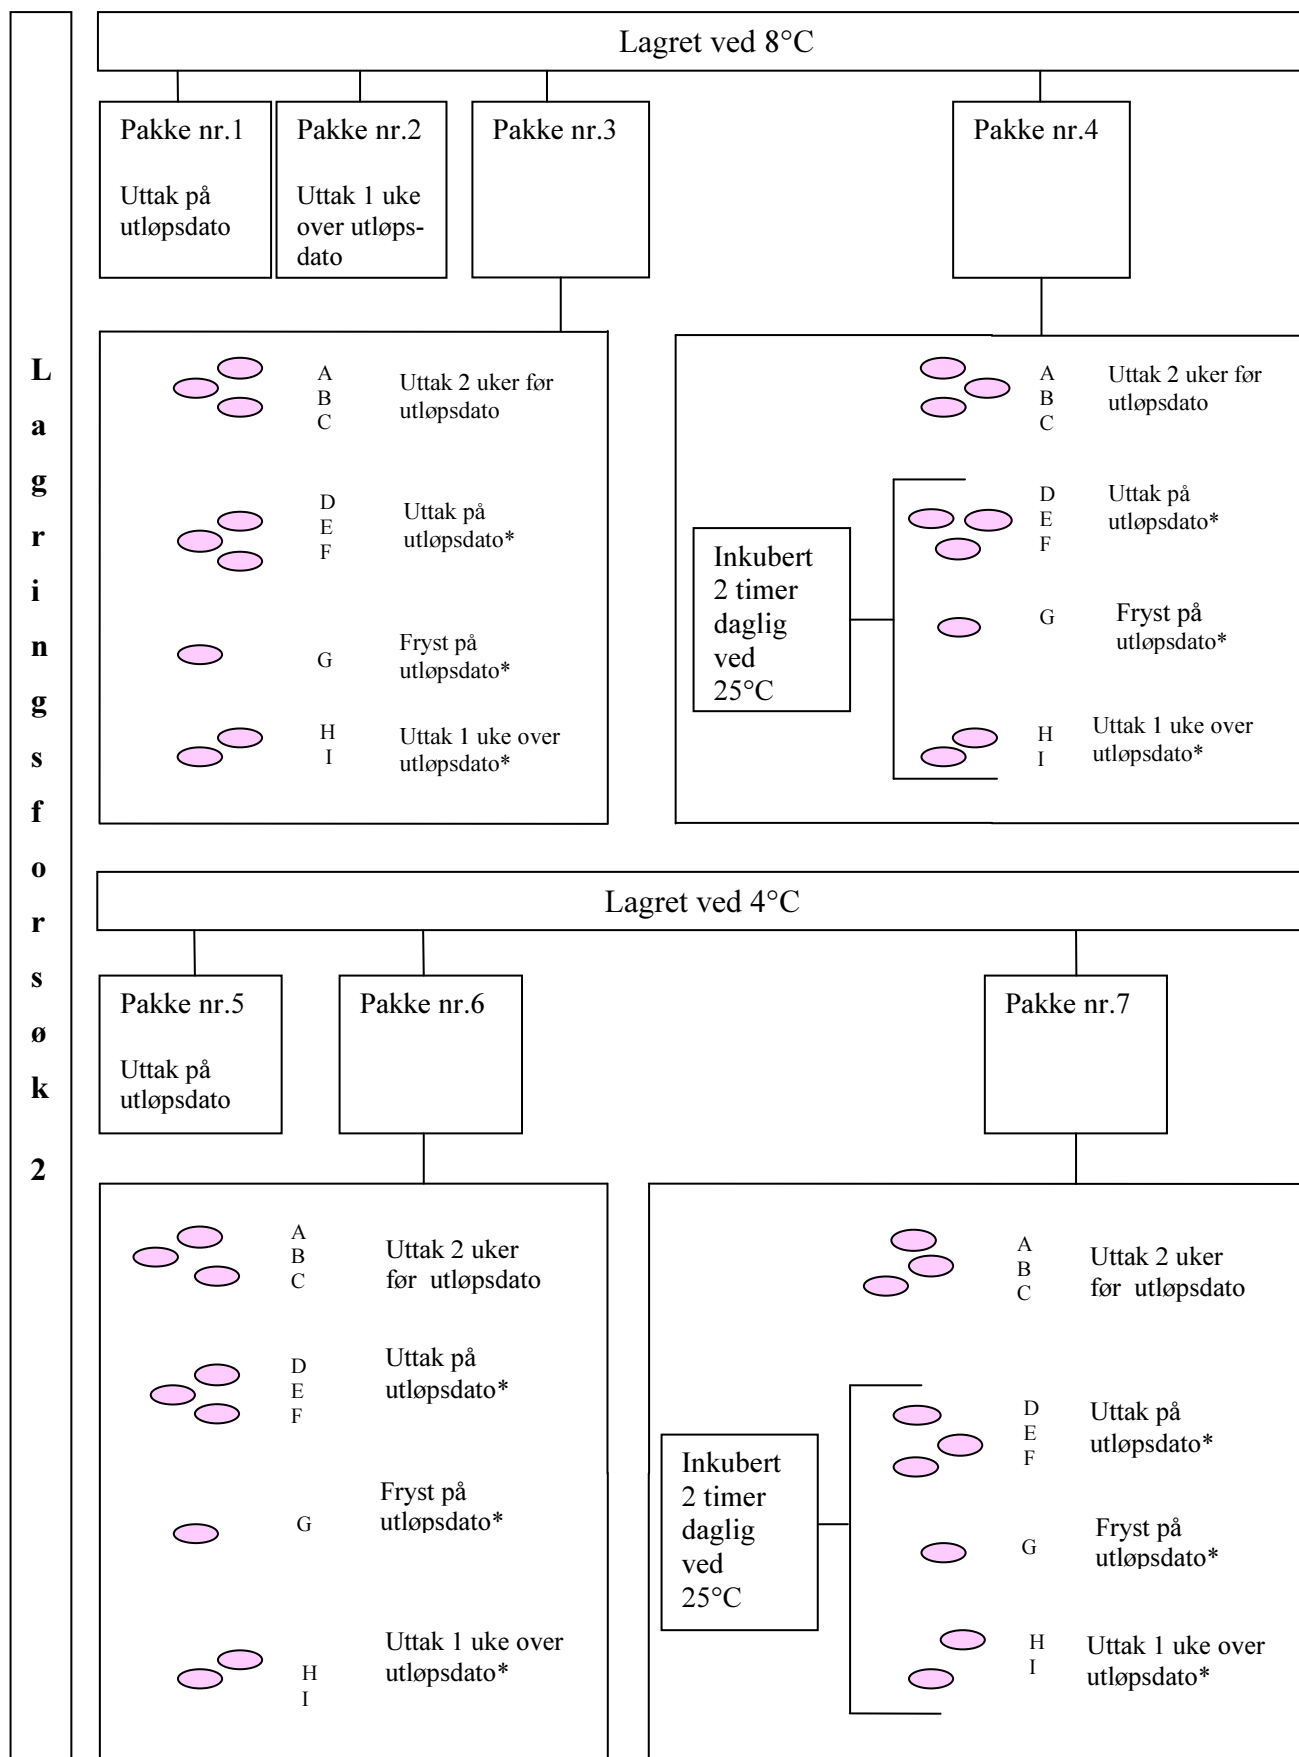 Lagringsforsøk 2
Lagret ved 8°C
Pakke nr.1
Uttak på
utløpsdato
Pakke nr.2
Uttak 1 uke
over utløps-
dato
Pakke nr.3
Pakke nr.4
A
B
C
Uttak 2 uker før
utløpsdato
D
E
F
Uttak på
utløpsdato*
G
Fryst på
utløpsdato*
H
I
Uttak 1 uke over
utløpsdato*
A
B
C
Uttak 2 uker før
utløpsdato
Inkubert
2 timer
daglig
ved
25°C
D
E
F
Uttak på
utløpsdato*
G
Fryst på
utløpsdato*
H
I
Uttak 1 uke over
utløpsdato*
Lagret ved 4°C
Pakke nr.5
Uttak på
utløpsdato
Pakke nr.6
Pakke nr.7
A
B
C
Uttak 2 uker
før utløpsdato
D
E
F
Uttak på
utløpsdato*
G
Fryst på
utløpsdato*
H
I
Uttak 1 uke over
utløpsdato*
A
B
C
Uttak 2 uker
før utløpsdato
Inkubert
2 timer
daglig
ved
25°C
D
E
F
Uttak på
utløpsdato*
G
Fryst på
utløpsdato*
H
I
Uttak 1 uke over
utløpsdato*